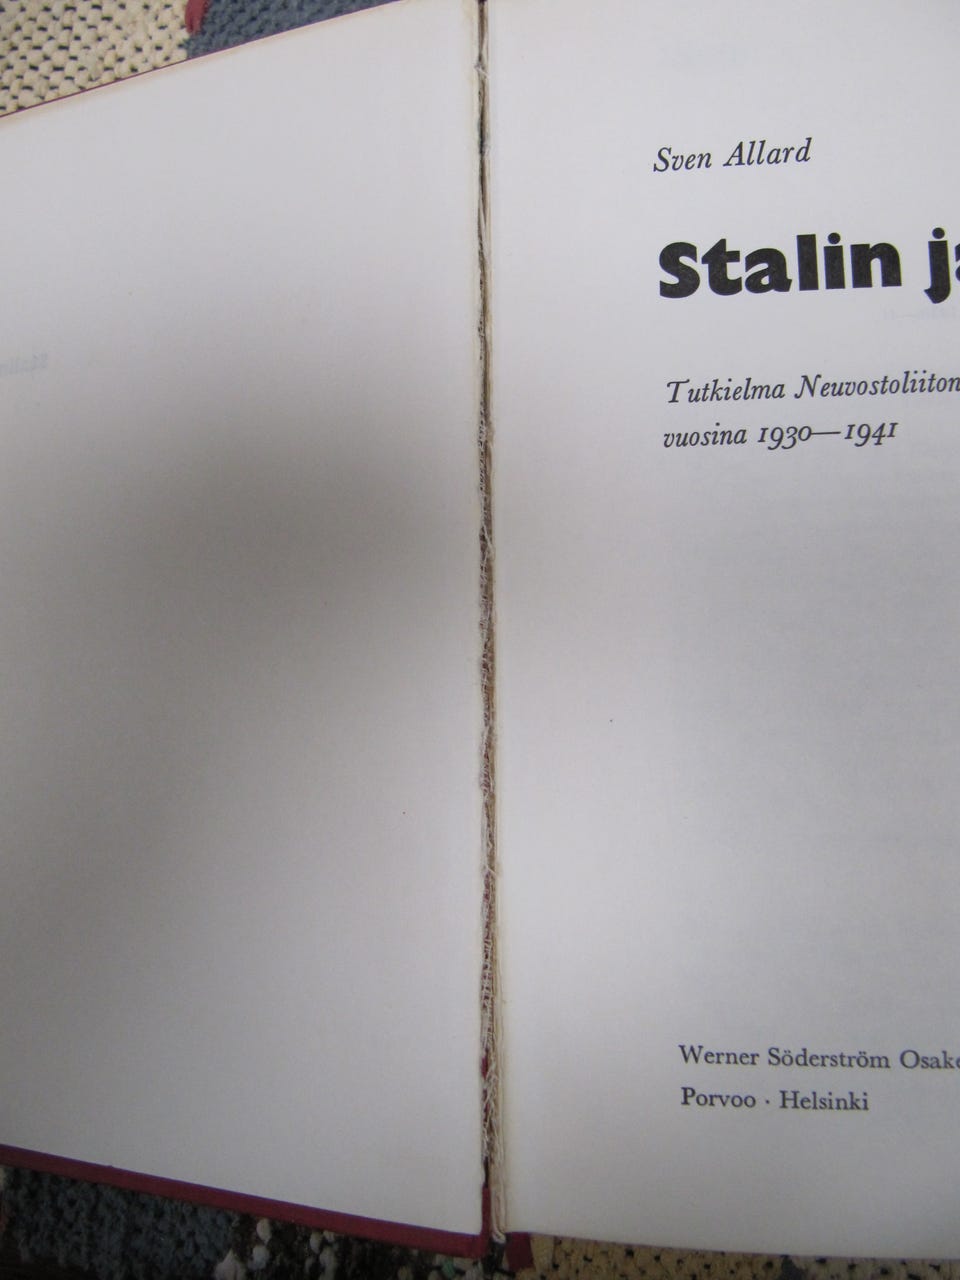 Sven Allard
Stalin ja
Tutkielma Neuvostoliiton
vuosina 1930—1941
Werner Söderström Osake
Porvoo · Helsinki